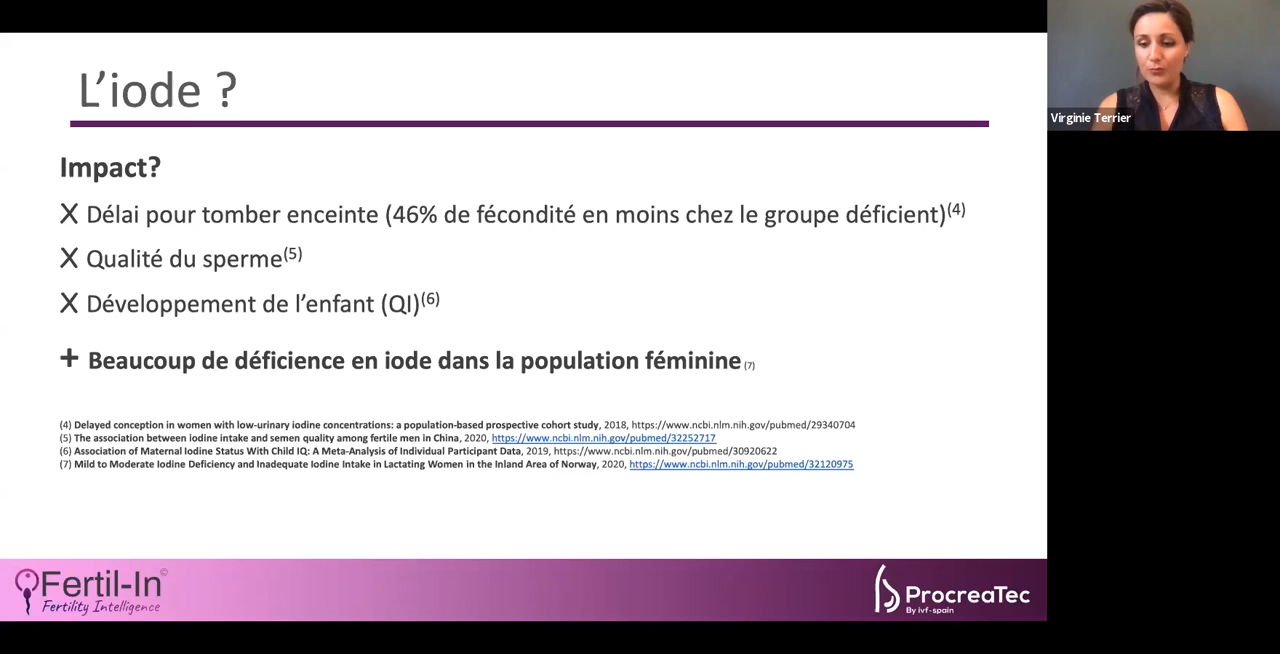 L'iode ?
Virginie Terrier
Impact?
X Délai pour tomber enceinte (46% de fécondité en moins chez le groupe déficient)(4)
X Qualité du sperme(5)
X Développement de l'enfant (QI)(6)
+ Beaucoup de déficience en iode dans la population féminine (7)
(4) Delayed conception in women with low-urinary iodine concentrations: a population-based prospective cohort study, 2018, https://www.ncbi.nlm.nih.gov/pubmed/29340704
(5) The association between iodine intake and semen quality among fertile men in China, 2020, https://www.ncbi.nlm.nih.gov/pubmed/32252717
(6) Association of Maternal Iodine Status With Child IQ: A Meta-Analysis of Individual Participant Data, 2019, https://www.ncbi.nlm.nih.gov/pubmed/30920622
(7) Mild to Moderate Iodine Deficiency and Inadequate Iodine Intake in Lactating Women in the Inland Area of Norway, 2020, https://www.ncbi.nlm.nih.gov/pubmed/32120975
Fertil-In©
Fertility Intelligence
ProcreaTec
By ivf-spain